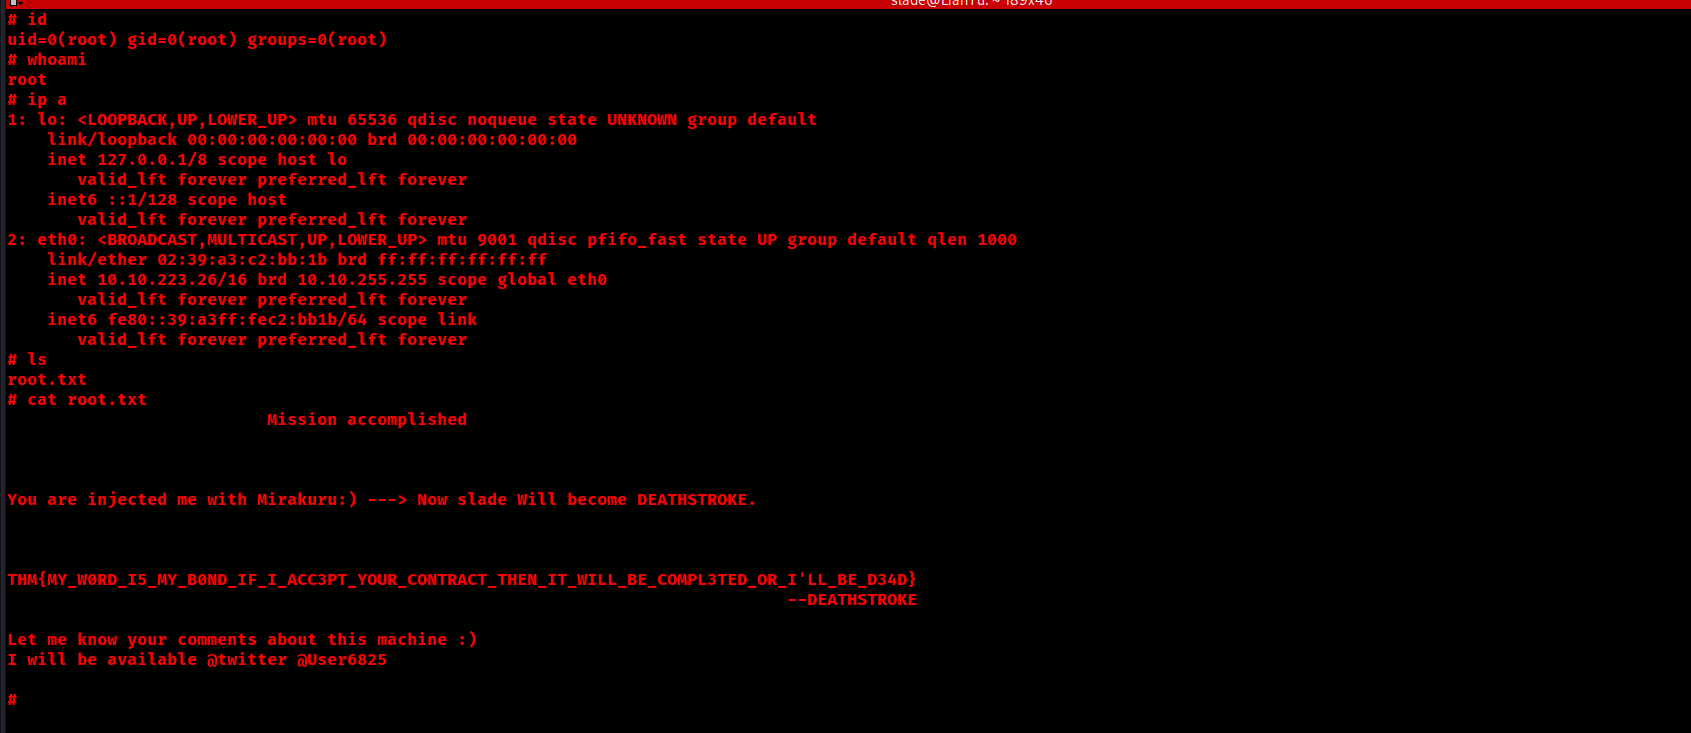 slade@LianYu: ~ 189x46
# id
uid=0(root) gid=0(root) groups=0(root)
# whoami
root
# ip a
1: lo: <LOOPBACK,UP,LOWER_UP> mtu 65536 qdisc noqueue state UNKNOWN group default
    link/loopback 00:00:00:00:00:00 brd 00:00:00:00:00:00
    inet 127.0.0.1/8 scope host lo
       valid_lft forever preferred_lft forever
    inet6 ::1/128 scope host
       valid_lft forever preferred_lft forever
2: eth0: <BROADCAST,MULTICAST,UP,LOWER_UP> mtu 9001 qdisc pfifo_fast state UP group default qlen 1000
    link/ether 02:39:a3:c2:bb:1b brd ff:ff:ff:ff:ff:ff
    inet 10.10.223.26/16 brd 10.10.255.255 scope global eth0
       valid_lft forever preferred_lft forever
    inet6 fe80::39:a3ff:fec2:bb1b/64 scope link
       valid_lft forever preferred_lft forever
# ls
root.txt
# cat root.txt
                          Mission accomplished
You are injected me with Mirakuru:) ---> Now slade Will become DEATHSTROKE.
THM{MY_W0RD_I5_MY_B0ND_IF_I_ACC3PT_YOUR_CONTRACT_THEN_IT_WILL_BE_COMPL3TED_OR_I'LL_BE_D34D}
                                                                              --DEATHSTROKE
Let me know your comments about this machine :)
I will be available @twitter @User6825
#